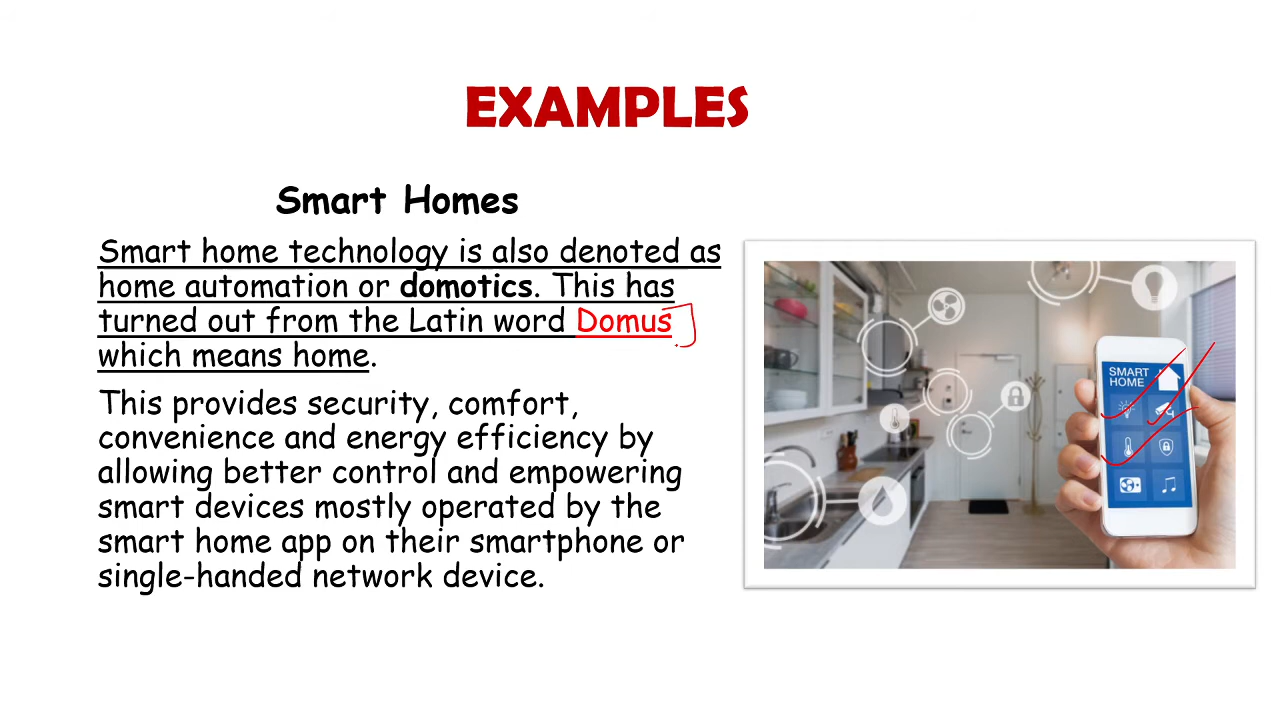 EXAMPLES
Smart Homes
Smart home technology is also denoted as
home automation or domotics. This has
turned out from the Latin word Domus
which means home.
This provides security, comfort,
convenience and energy efficiency by
allowing better control and empowering
smart devices mostly operated by the
smart home app on their smartphone or
single-handed network device.
SMART
HOME